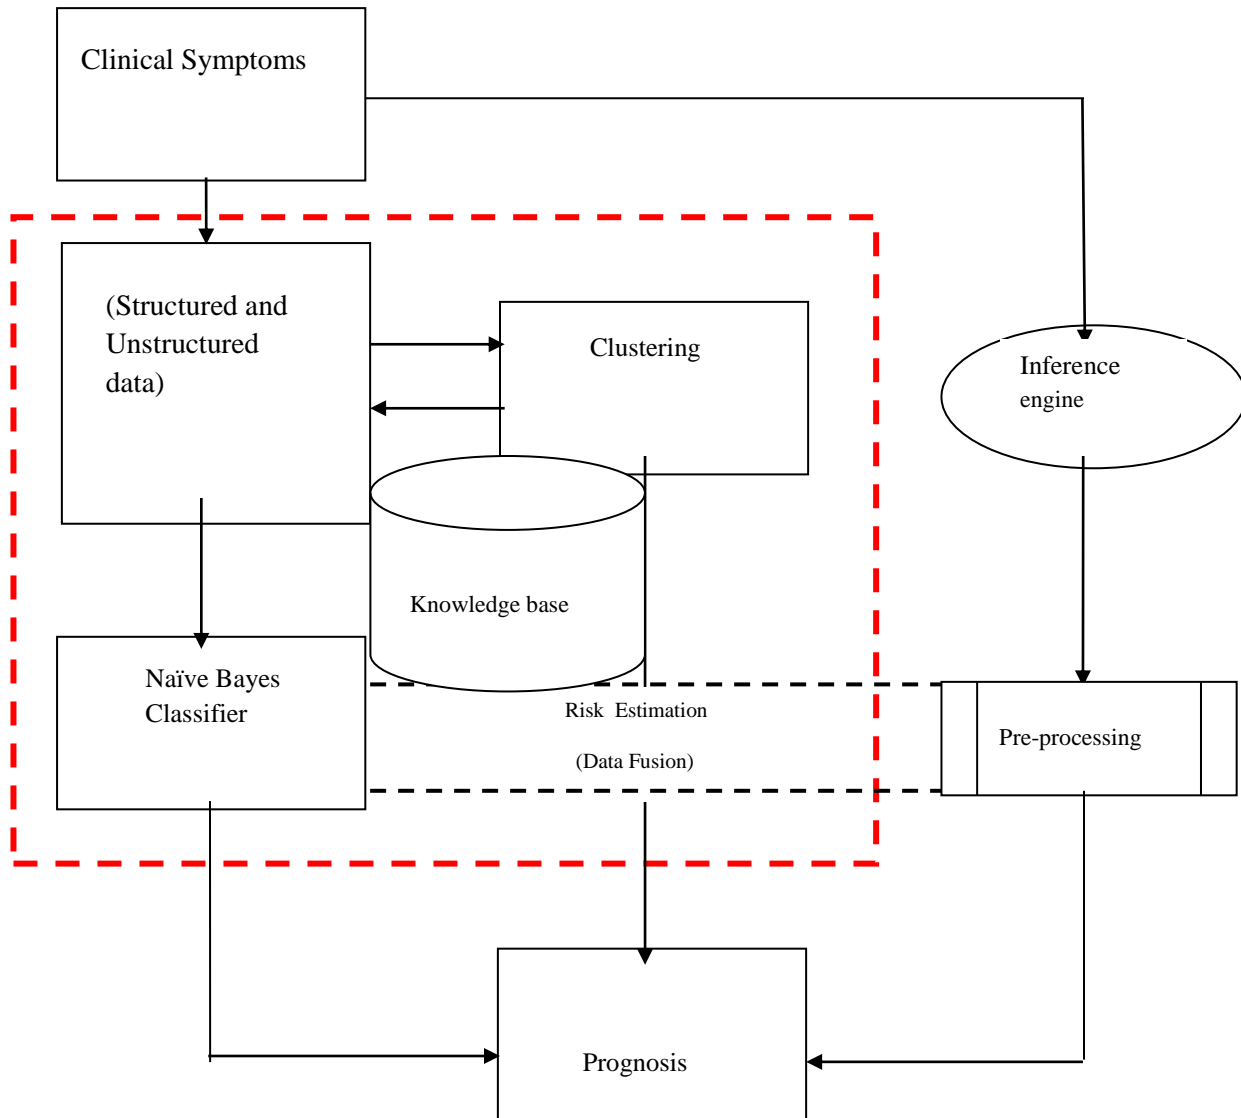 Clinical Symptoms
(Structured and
Unstructured
data)
Clustering
Inference
engine
Knowledge base
Naïve Bayes
Classifier
Risk Estimation
(Data Fusion)
Pre-processing
Prognosis